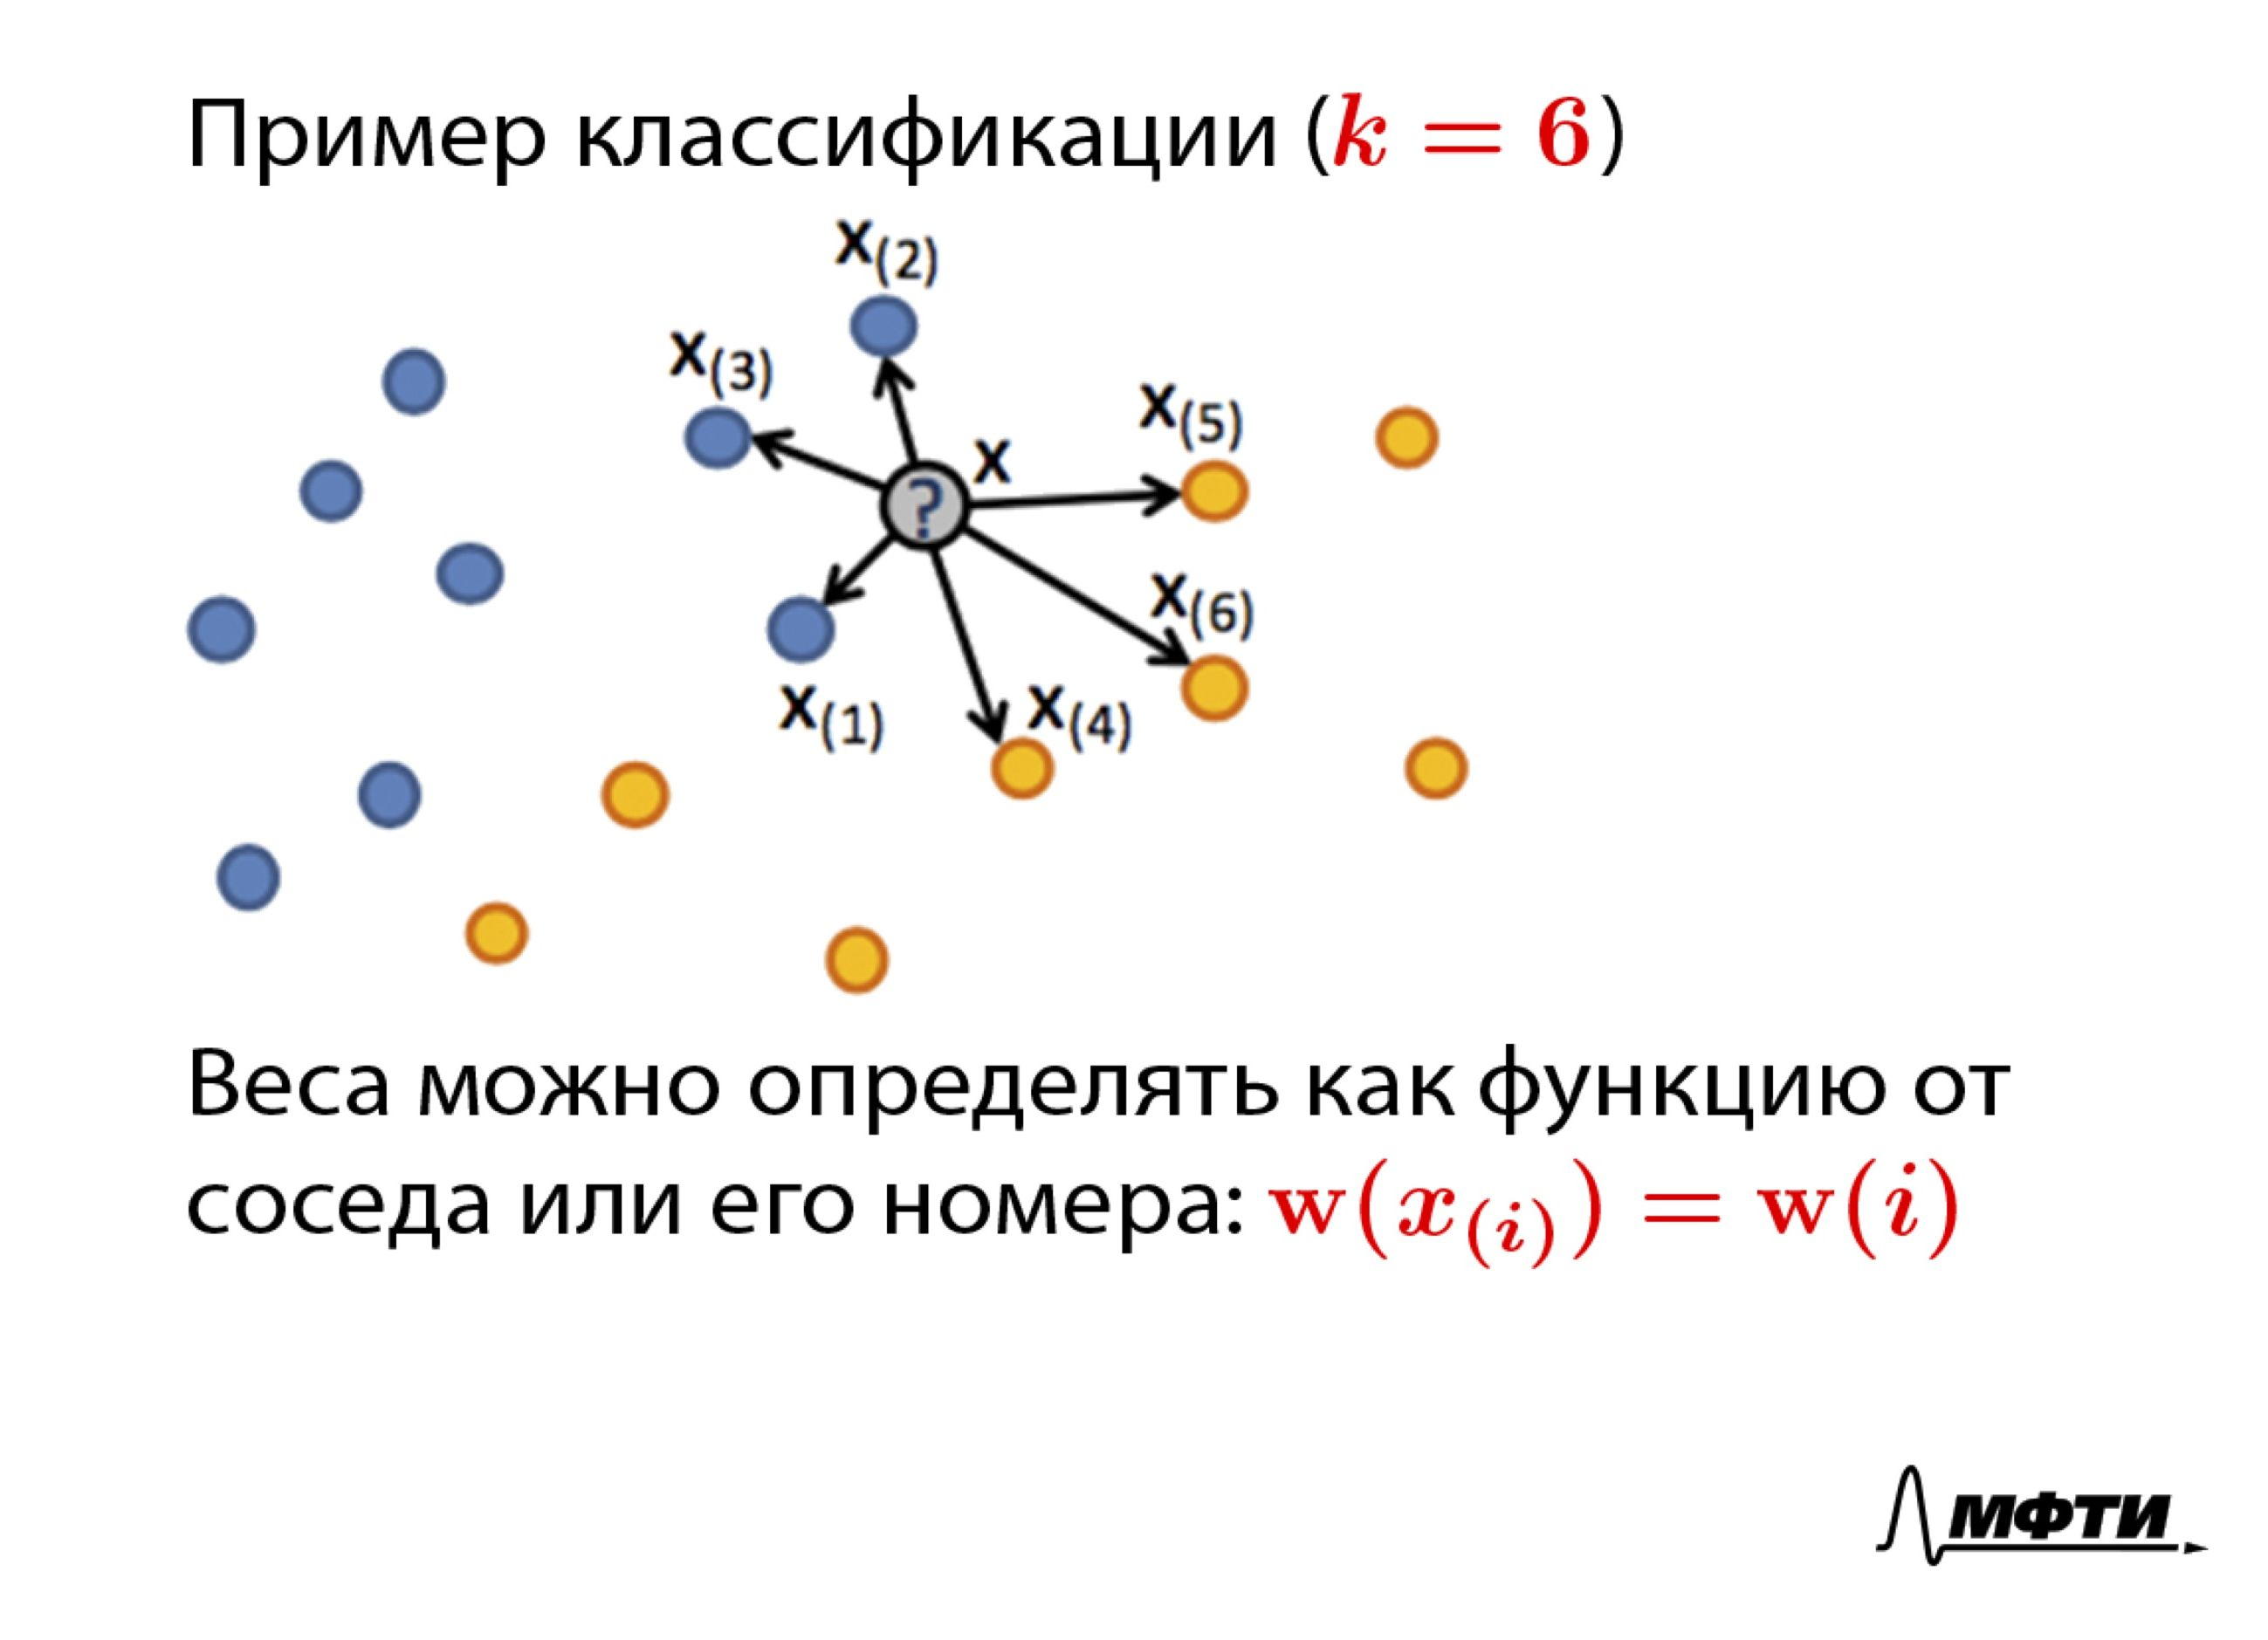 Пример классификации (k = 6)
x(2)
x(3)
x(5)
x
?
x(6)
x(1)
x(4)
Веса можно определять как функцию от
соседа или его номера: w(x(i)) = w(i)
МФТИ